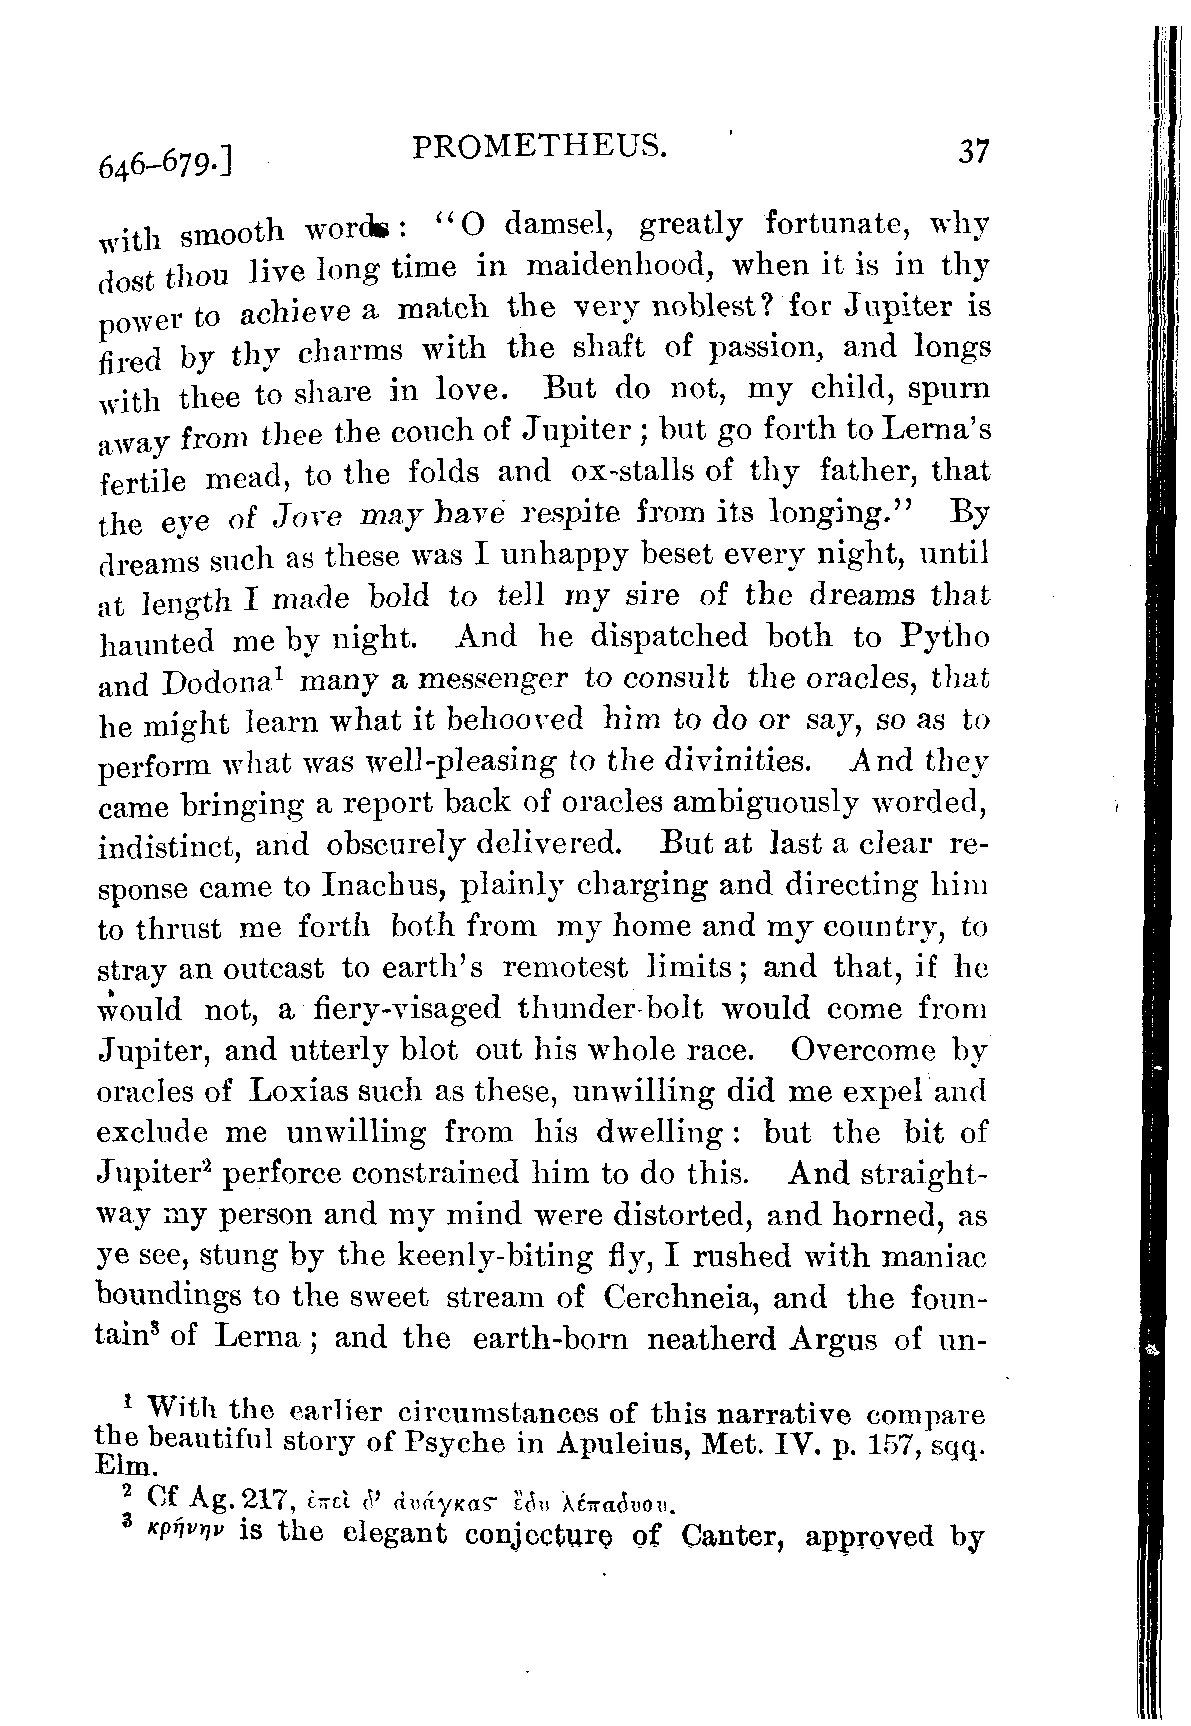 646–679.] PROMETHEUS. 37
with smooth words: "O damsel, greatly fortunate, why
dost thou live long time in maidenhood, when it is in thy
power to achieve a match the very noblest? for Jupiter is
fired by thy charms with the shaft of passion, and longs
with thee to share in love. But do not, my child, spurn
away from thee the couch of Jupiter; but go forth to Lerna's
fertile mead, to the folds and ox-stalls of thy father, that
the eye of Jove may have respite from its longing." By
dreams such as these was I unhappy beset every night, until
at length I made bold to tell my sire of the dreams that
haunted me by night. And he dispatched both to Pytho
and Dodona¹ many a messenger to consult the oracles, that
he might learn what it behooved him to do or say, so as to
perform what was well-pleasing to the divinities. And they
came bringing a report back of oracles ambiguously worded,
indistinct, and obscurely delivered. But at last a clear re-
sponse came to Inachus, plainly charging and directing him
to thrust me forth both from my home and my country, to
stray an outcast to earth's remotest limits; and that, if he
would not, a fiery-visaged thunder-bolt would come from
Jupiter, and utterly blot out his whole race. Overcome by
oracles of Loxias such as these, unwilling did me expel and
exclude me unwilling from his dwelling: but the bit of
Jupiter² perforce constrained him to do this. And straight-
way my person and my mind were distorted, and horned, as
ye see, stung by the keenly-biting fly, I rushed with maniac
boundings to the sweet stream of Cerchneia, and the foun-
tain³ of Lerna; and the earth-born neatherd Argus of un-
¹ With the earlier circumstances of this narrative compare
the beautiful story of Psyche in Apuleius, Met. IV. p. 157, sqq.
Elm.
² Cf Ag. 217, ἐπεὶ δ' ἀνάγκας ἔδυ λέπαδνον.
³ κρήνην is the elegant conjecture of Canter, approved by